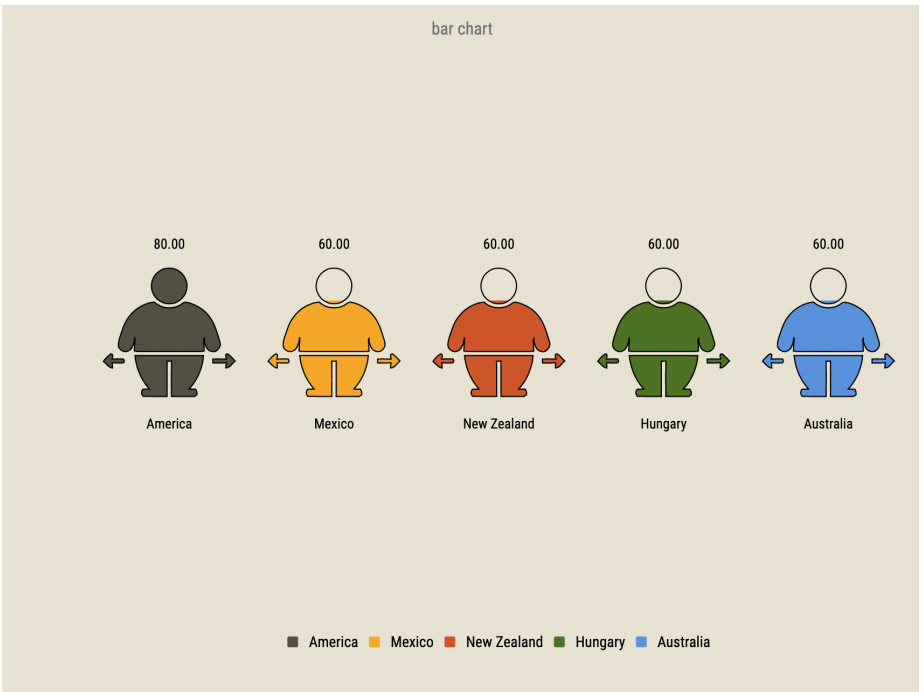 bar chart
80.00 60.00 60.00 60.00 60.00
America Mexico New Zealand Hungary Australia
America Mexico New Zealand Hungary Australia